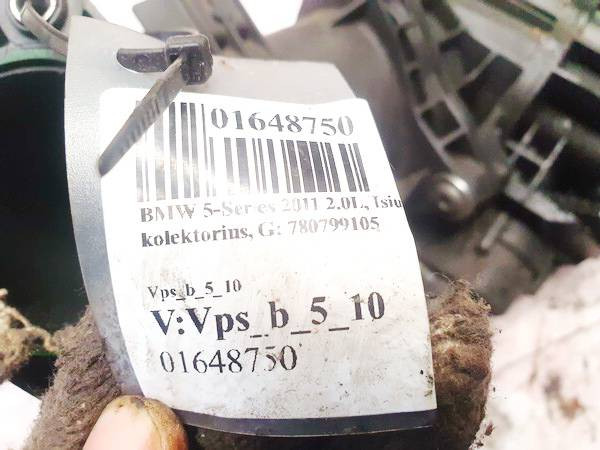 01648750
BMW 5-Series 2011 2.0L, Isiu
kolektorius, G: 780799105
Vps_b_5_10
V:Vps_b_5_10
01648750